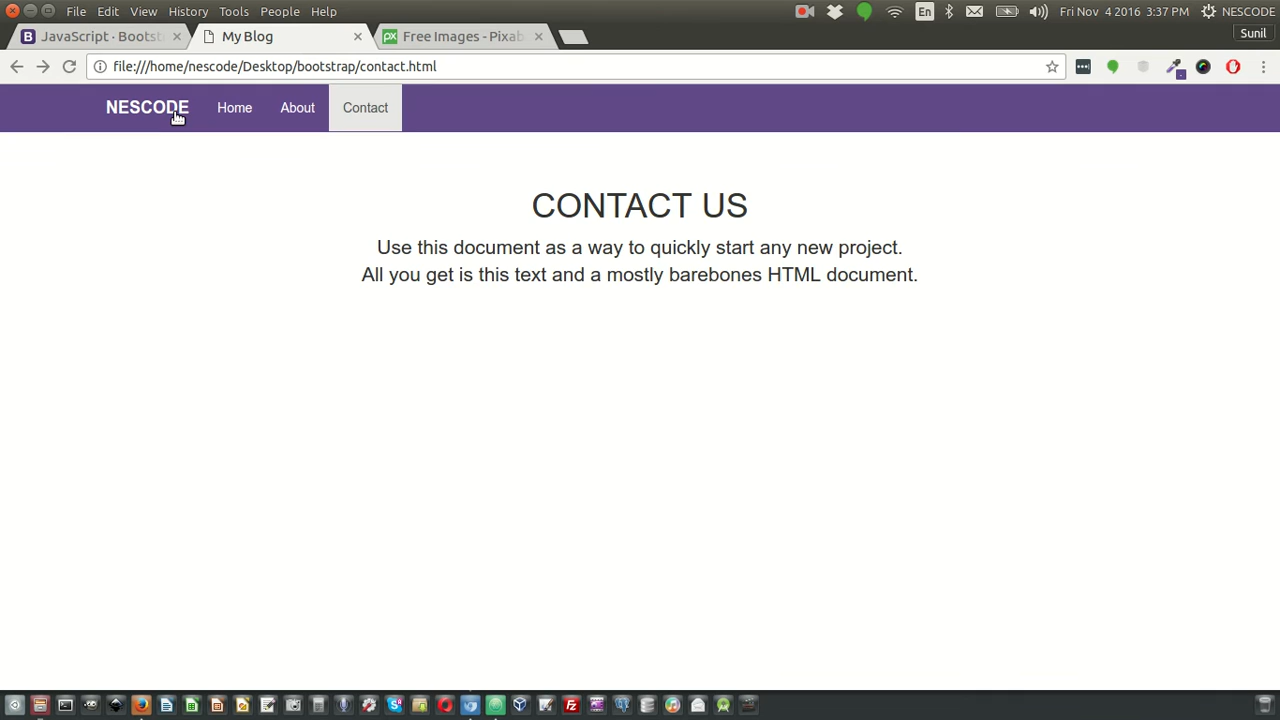 File Edit View History Tools People Help
En Fri Nov 4 2016 3:37 PM NESCODE
JavaScript · Bootst
My Blog
Free Images - Pixab
Sunil
file:///home/nescode/Desktop/bootstrap/contact.html
NESCODE Home About Contact
CONTACT US
Use this document as a way to quickly start any new project.
All you get is this text and a mostly barebones HTML document.